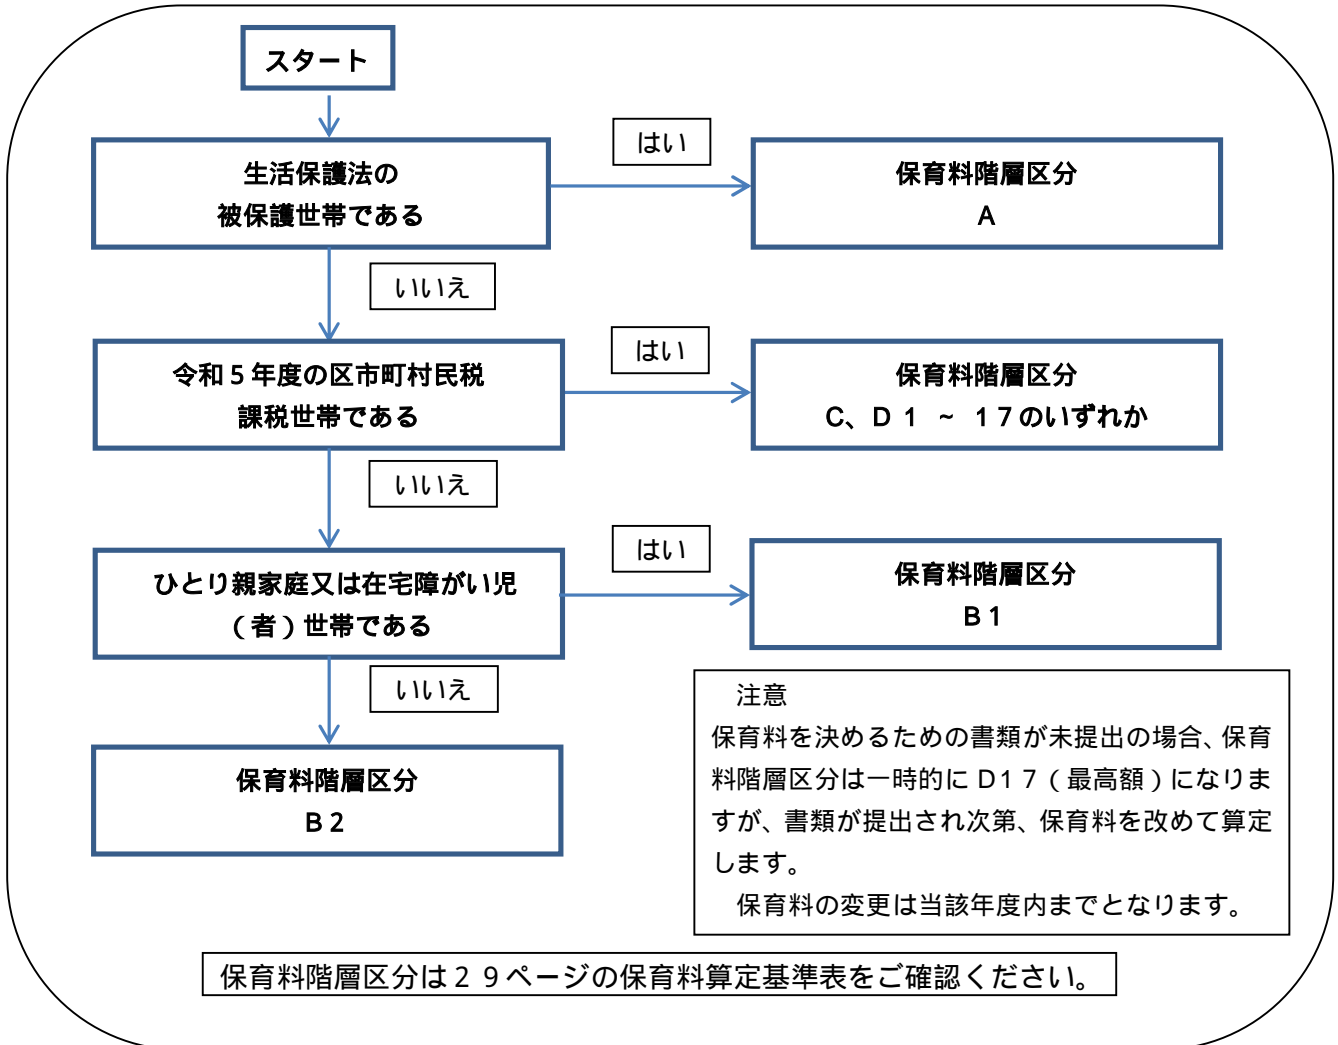 スタート
生活保護法の
被保護世帯である
はい
保育料階層区分
A
いいえ
令和5年度の区市町村民税
課税世帯である
はい
保育料階層区分
C、D1 ~ 17のいずれか
いいえ
ひとり親家庭又は在宅障がい児
(者)世帯である
はい
保育料階層区分
B1
いいえ
保育料階層区分
B2
注意
保育料を決めるための書類が未提出の場合、保育
料階層区分は一時的に D17(最高額)になりま
すが、書類が提出され次第、保育料を改めて算定
します。
保育料の変更は当該年度内までとなります。
保育料階層区分は29ページの保育料算定基準表をご確認ください。